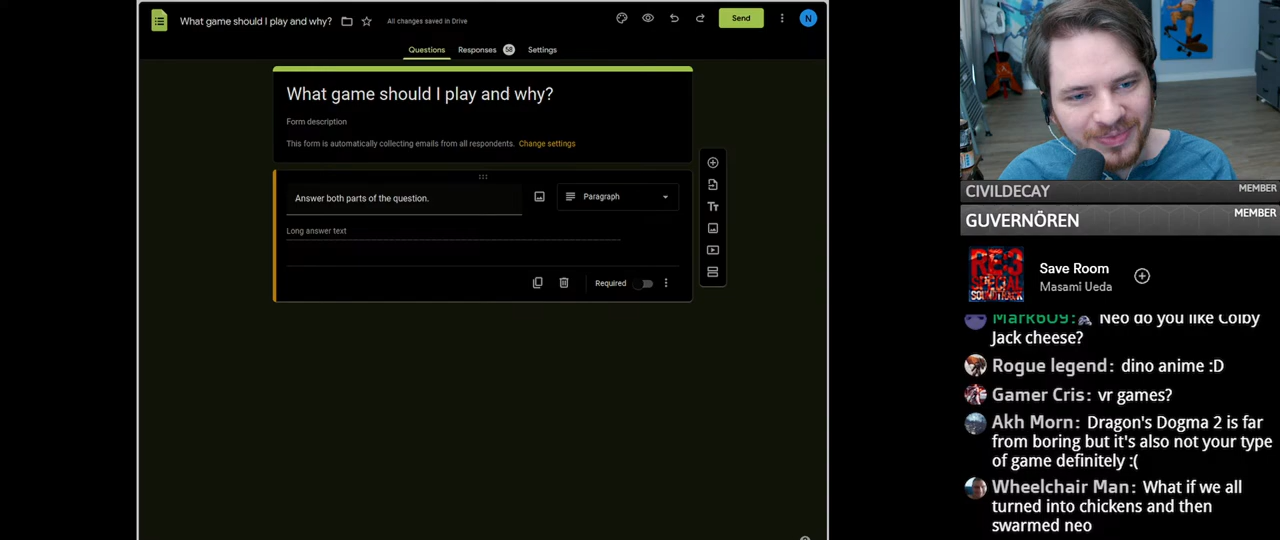 What game should I play and why?
All changes saved in Drive
Send
N
Questions
Responses
58
Settings
What game should I play and why?
Form description
This form is automatically collecting emails from all respondents. Change settings
Answer both parts of the question.
Paragraph
Long answer text
Required
Tт
CIVILDECAY
MEMBER
GUVERNÖREN
MEMBER
RE3
SPECIAL
SOUNDTRACK
Save Room
Masami Ueda
Mark6O9: Neo do you like Colby
Jack cheese?
Rogue legend: dino anime :D
Gamer Cris: vr games?
Akh Morn: Dragon's Dogma 2 is far
from boring but it's also not your type
of game definitely :(
Wheelchair Man: What if we all
turned into chickens and then
swarmed neo